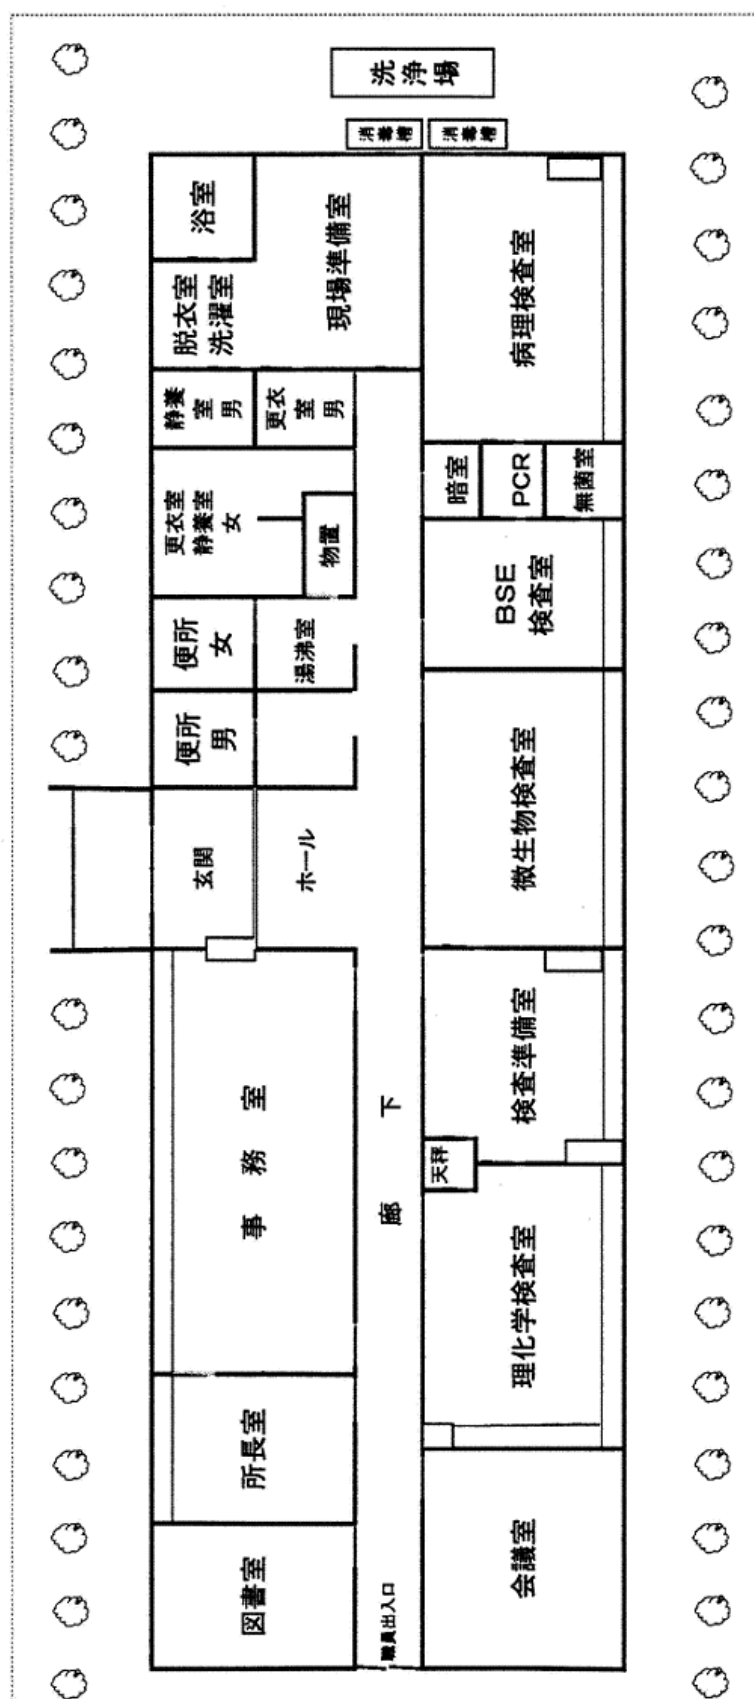 洗浄場
消毒槽
消毒槽
浴室
脱衣室
洗濯室
現場準備室
病理検査室
静養
室
男
更衣
室
男
更衣室
静養室
女
物置
暗室
PCR
無菌室
BSE
検査室
便所
女
湯沸室
便所
男
微生物検査室
玄関
ホール
事務室
廊下
検査準備室
天秤
理化学検査室
所長室
図書室
職員出入口
会議室